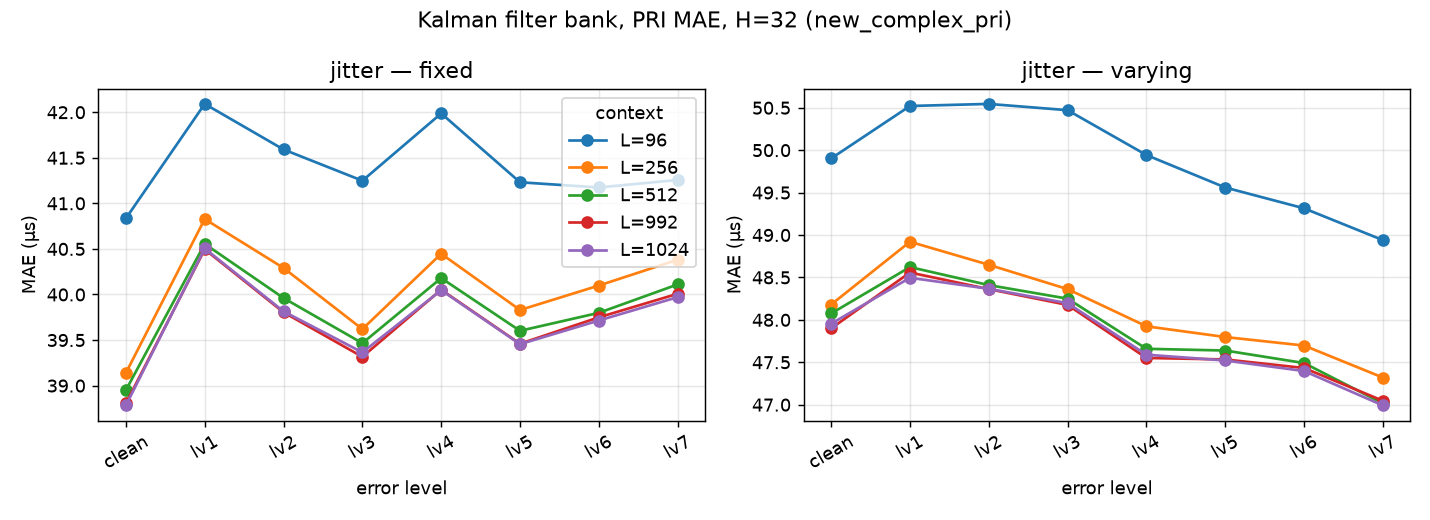 Kalman filter bank, PRI MAE, H=32 (new_complex_pri)
jitter — fixed
MAE (µs)
42.0
41.5
41.0
40.5
40.0
39.5
39.0
context
L=96
L=256
L=512
L=992
L=1024
clean
lv1
lv2
lv3
lv4
lv5
lv6
lv7
error level
jitter — varying
MAE (µs)
50.5
50.0
49.5
49.0
48.5
48.0
47.5
47.0
clean
lv1
lv2
lv3
lv4
lv5
lv6
lv7
error level